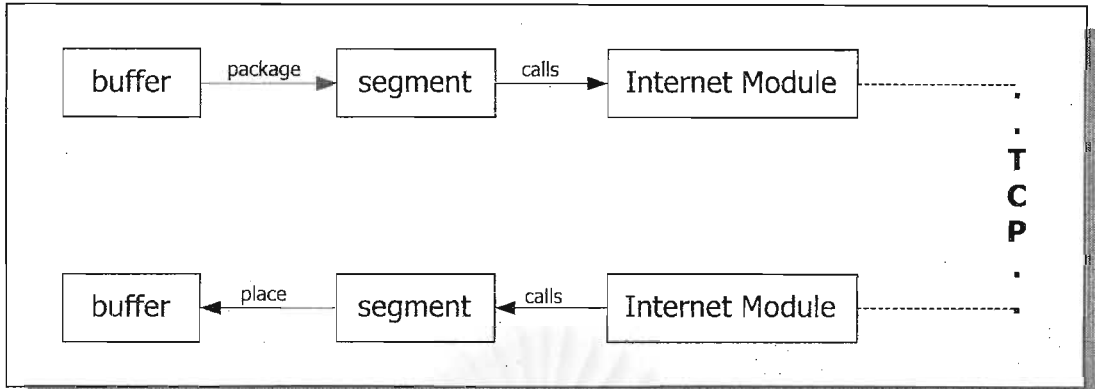 buffer
package
segment
calls
Internet Module
.
.
T
C
P
.
.
.
buffer
place
segment
calls
Internet Module